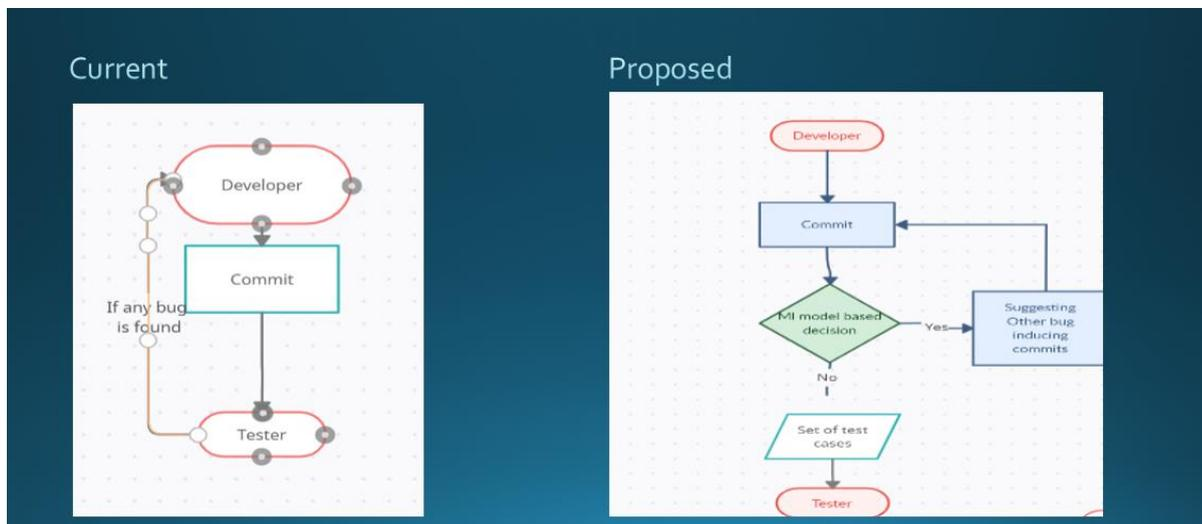 Current
Developer
Commit
If any bug
is found
Tester
Proposed
Developer
Commit
Ml model based
decision
Yes
Suggesting
Other bug
inducing
commits
No
Set of test
cases
Tester